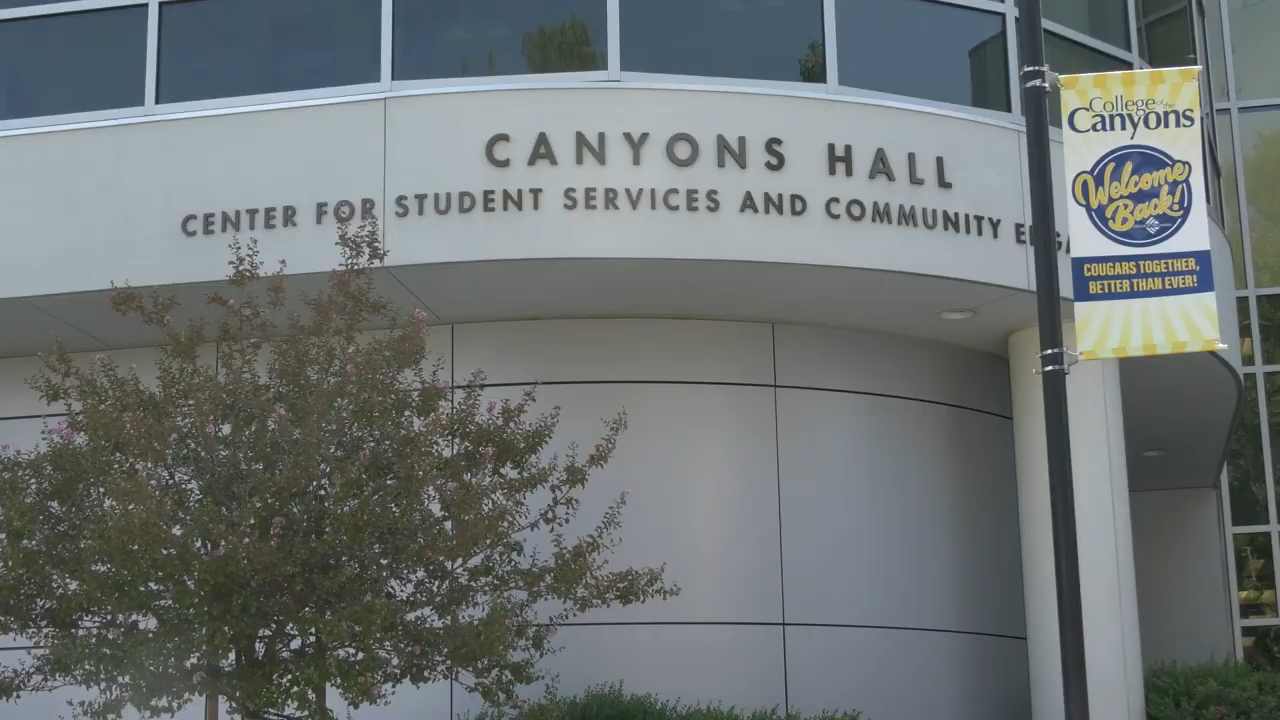 CANYONS HALL
CENTER FOR STUDENT SERVICES AND COMMUNITY
College of the
Canyons
Welcome
Back!
COUGARS TOGETHER,
BETTER THAN EVER!